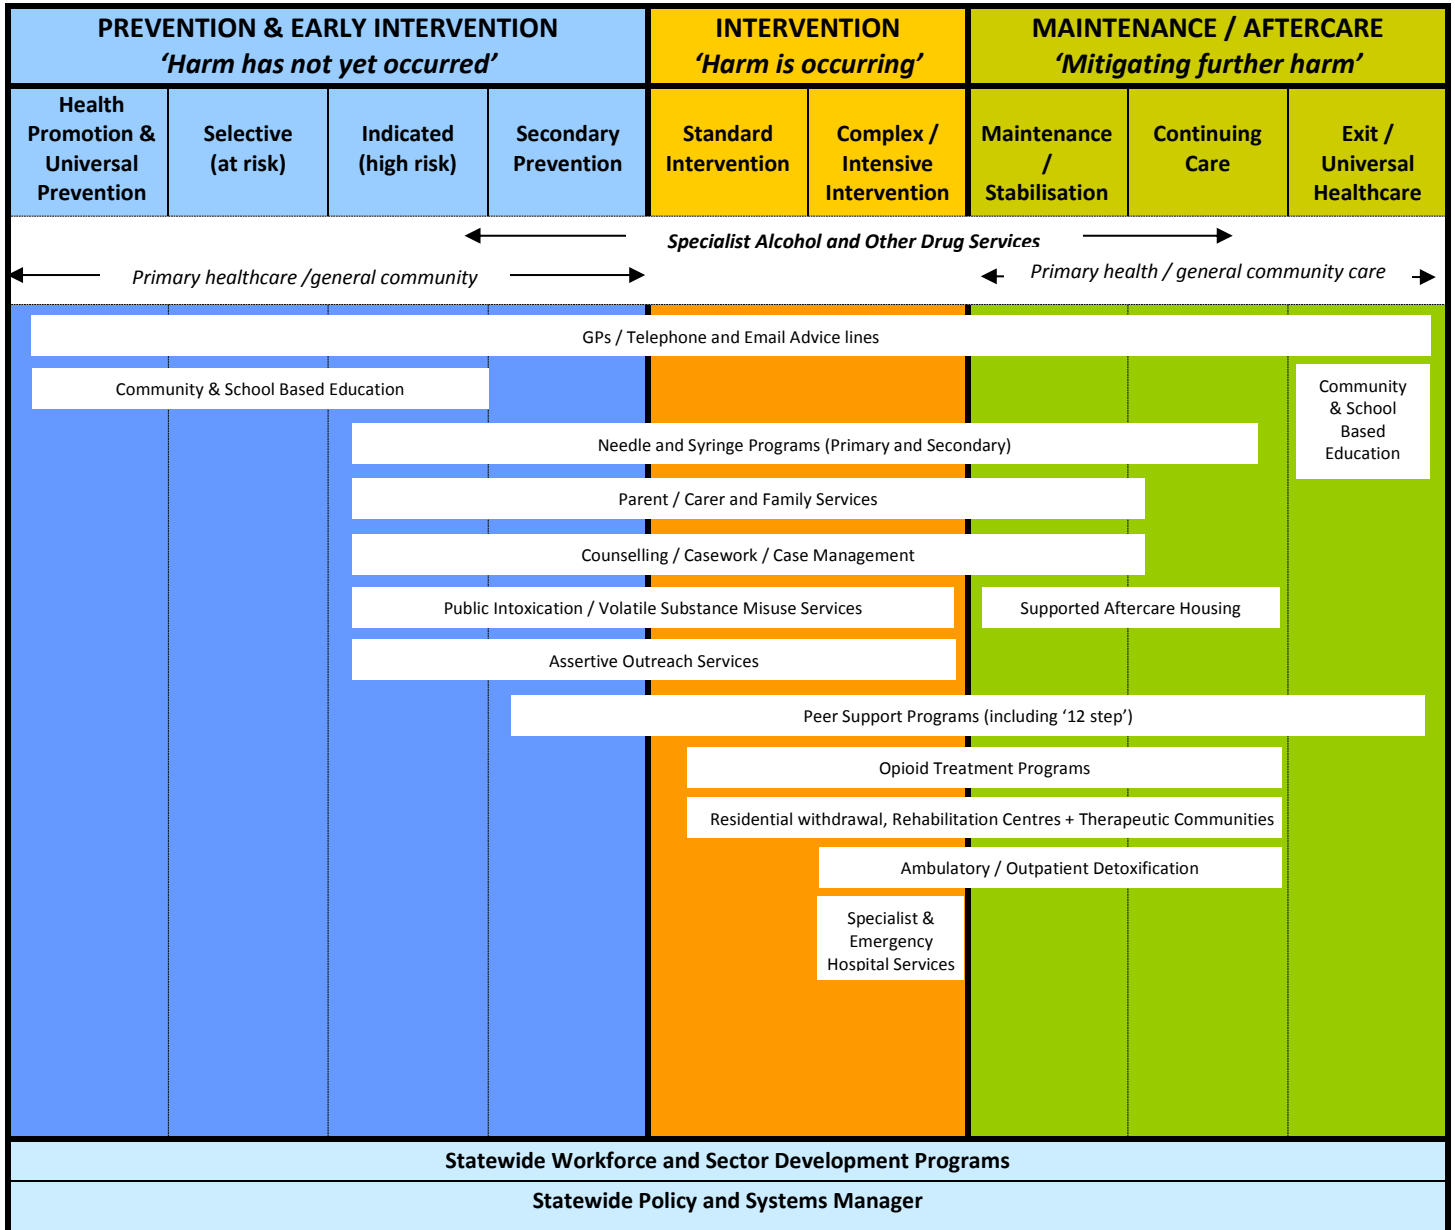 PREVENTION & EARLY INTERVENTION
‘Harm has not yet occurred’
INTERVENTION
‘Harm is occurring’
MAINTENANCE / AFTERCARE
‘Mitigating further harm’
Health
Promotion &
Universal
Prevention
Selective
(at risk)
Indicated
(high risk)
Secondary
Prevention
Standard
Intervention
Complex /
Intensive
Intervention
Maintenance
/
Stabilisation
Continuing
Care
Exit /
Universal
Healthcare
Specialist Alcohol and Other Drug Services
Primary healthcare /general community
Primary health / general community care
GPs / Telephone and Email Advice lines
Community & School Based Education
Community
& School
Based
Education
Needle and Syringe Programs (Primary and Secondary)
Parent / Carer and Family Services
Counselling / Casework / Case Management
Public Intoxication / Volatile Substance Misuse Services
Supported Aftercare Housing
Assertive Outreach Services
Peer Support Programs (including ‘12 step’)
Opioid Treatment Programs
Residential withdrawal, Rehabilitation Centres + Therapeutic Communities
Ambulatory / Outpatient Detoxification
Specialist &
Emergency
Hospital Services
Statewide Workforce and Sector Development Programs
Statewide Policy and Systems Manager